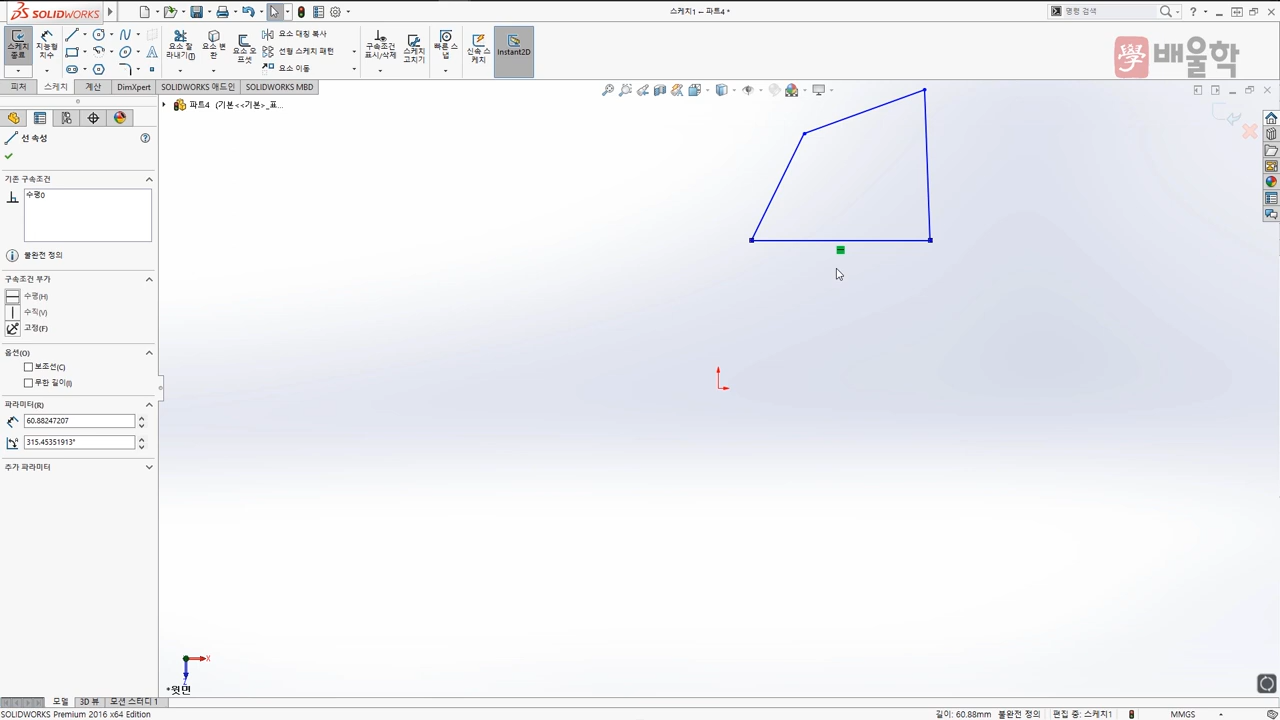 SOLIDWORKS
스케치1 – 파트4 *
명령 검색
스케치 종료
지능형 치수
요소 잘라내기(T)
요소 변환
요소 오프셋
요소 대칭 복사
선형 스케치 패턴
요소 이동
구속조건 표시/삭제
스케치 고치기
빠른 스냅
신속 스케치
Instant2D
學 배울학
피처
스케치
계산
DimXpert
SOLIDWORKS 애드인
SOLIDWORKS MBD
파트4 (기본<<기본>_표...
선 속성
기존 구속조건
수평0
불완전 정의
구속조건 부가
수평(H)
수직(V)
고정(F)
옵션(O)
보조선(C)
무한 길이(I)
파라미터(R)
60.88247207
315.45351913°
추가 파라미터
X
Z
*윗면
모델
3D 뷰
모션 스터디 1
SOLIDWORKS Premium 2016 x64 Edition
길이: 60.88mm
불완전 정의
편집 중: 스케치1
MMGS